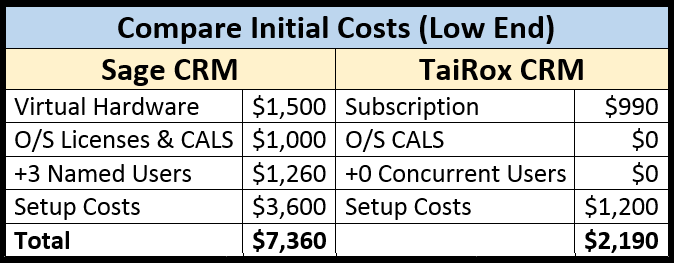 Compare Initial Costs (Low End)
Sage CRM TaiRox CRM
Virtual Hardware $1,500 Subscription $990
O/S Licenses & CALS $1,000 O/S CALS $0
+3 Named Users $1,260 +0 Concurrent Users $0
Setup Costs $3,600 Setup Costs $1,200
Total $7,360 $2,190